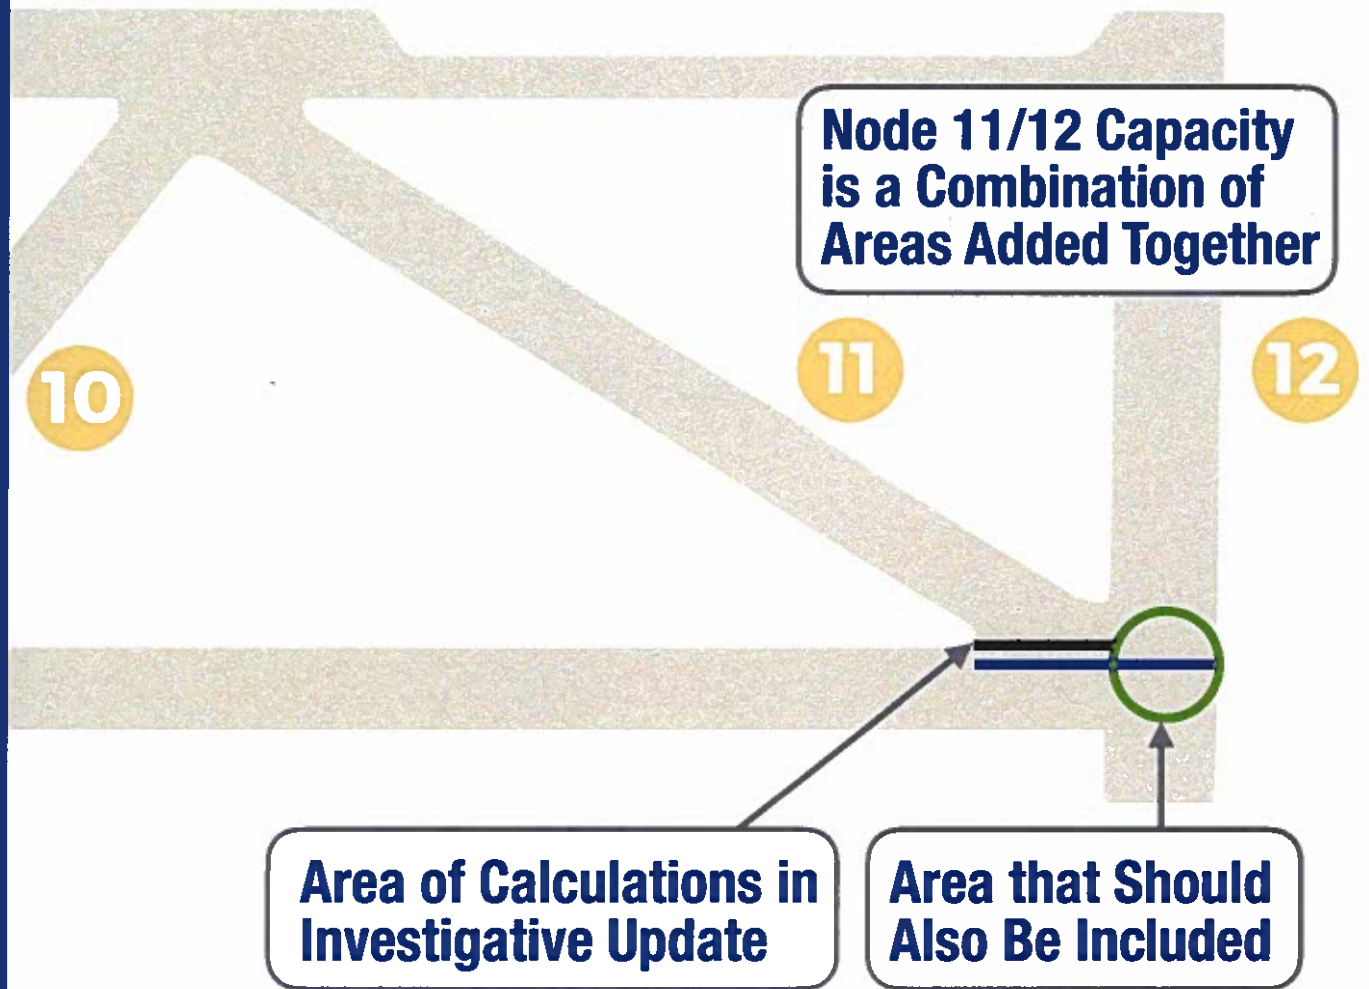 Node 11/12 Capacity
is a Combination of
Areas Added Together
10
11
12
Area of Calculations in
Investigative Update
Area that Should
Also Be Included